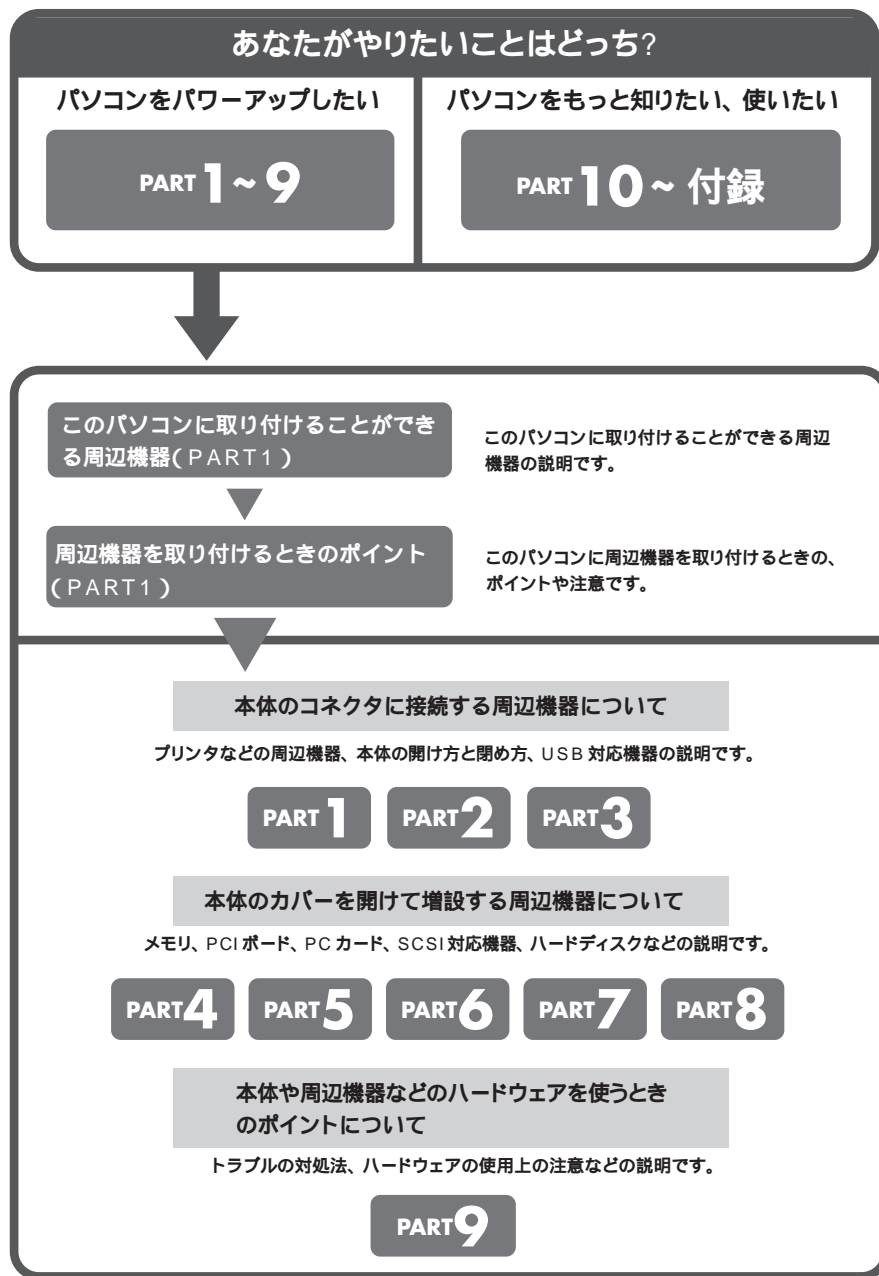 あなたがやりたいことはどっち?
パソコンをパワーアップしたい
パソコンをもっと知りたい、使いたい
PART 1~9
PART 10~付録
このパソコンに取り付けることができ
る周辺機器(PART1)
このパソコンに取り付けることができる周辺
機器の説明です。
周辺機器を取り付けるときのポイント
(PART1)
このパソコンに周辺機器を取り付けるときの、
ポイントや注意です。
本体のコネクタに接続する周辺機器について
プリンタなどの周辺機器、本体の開け方と閉め方、USB対応機器の説明です。
PART1 PART2 PART3
本体のカバーを開けて増設する周辺機器について
メモリ、PCIボード、PCカード、SCSI対応機器、ハードディスクなどの説明です。
PART4 PART5 PART6 PART7 PART8
本体や周辺機器などのハードウェアを使うとき
のポイントについて
トラブルの対処法、ハードウェアの使用上の注意などの説明です。
PART9